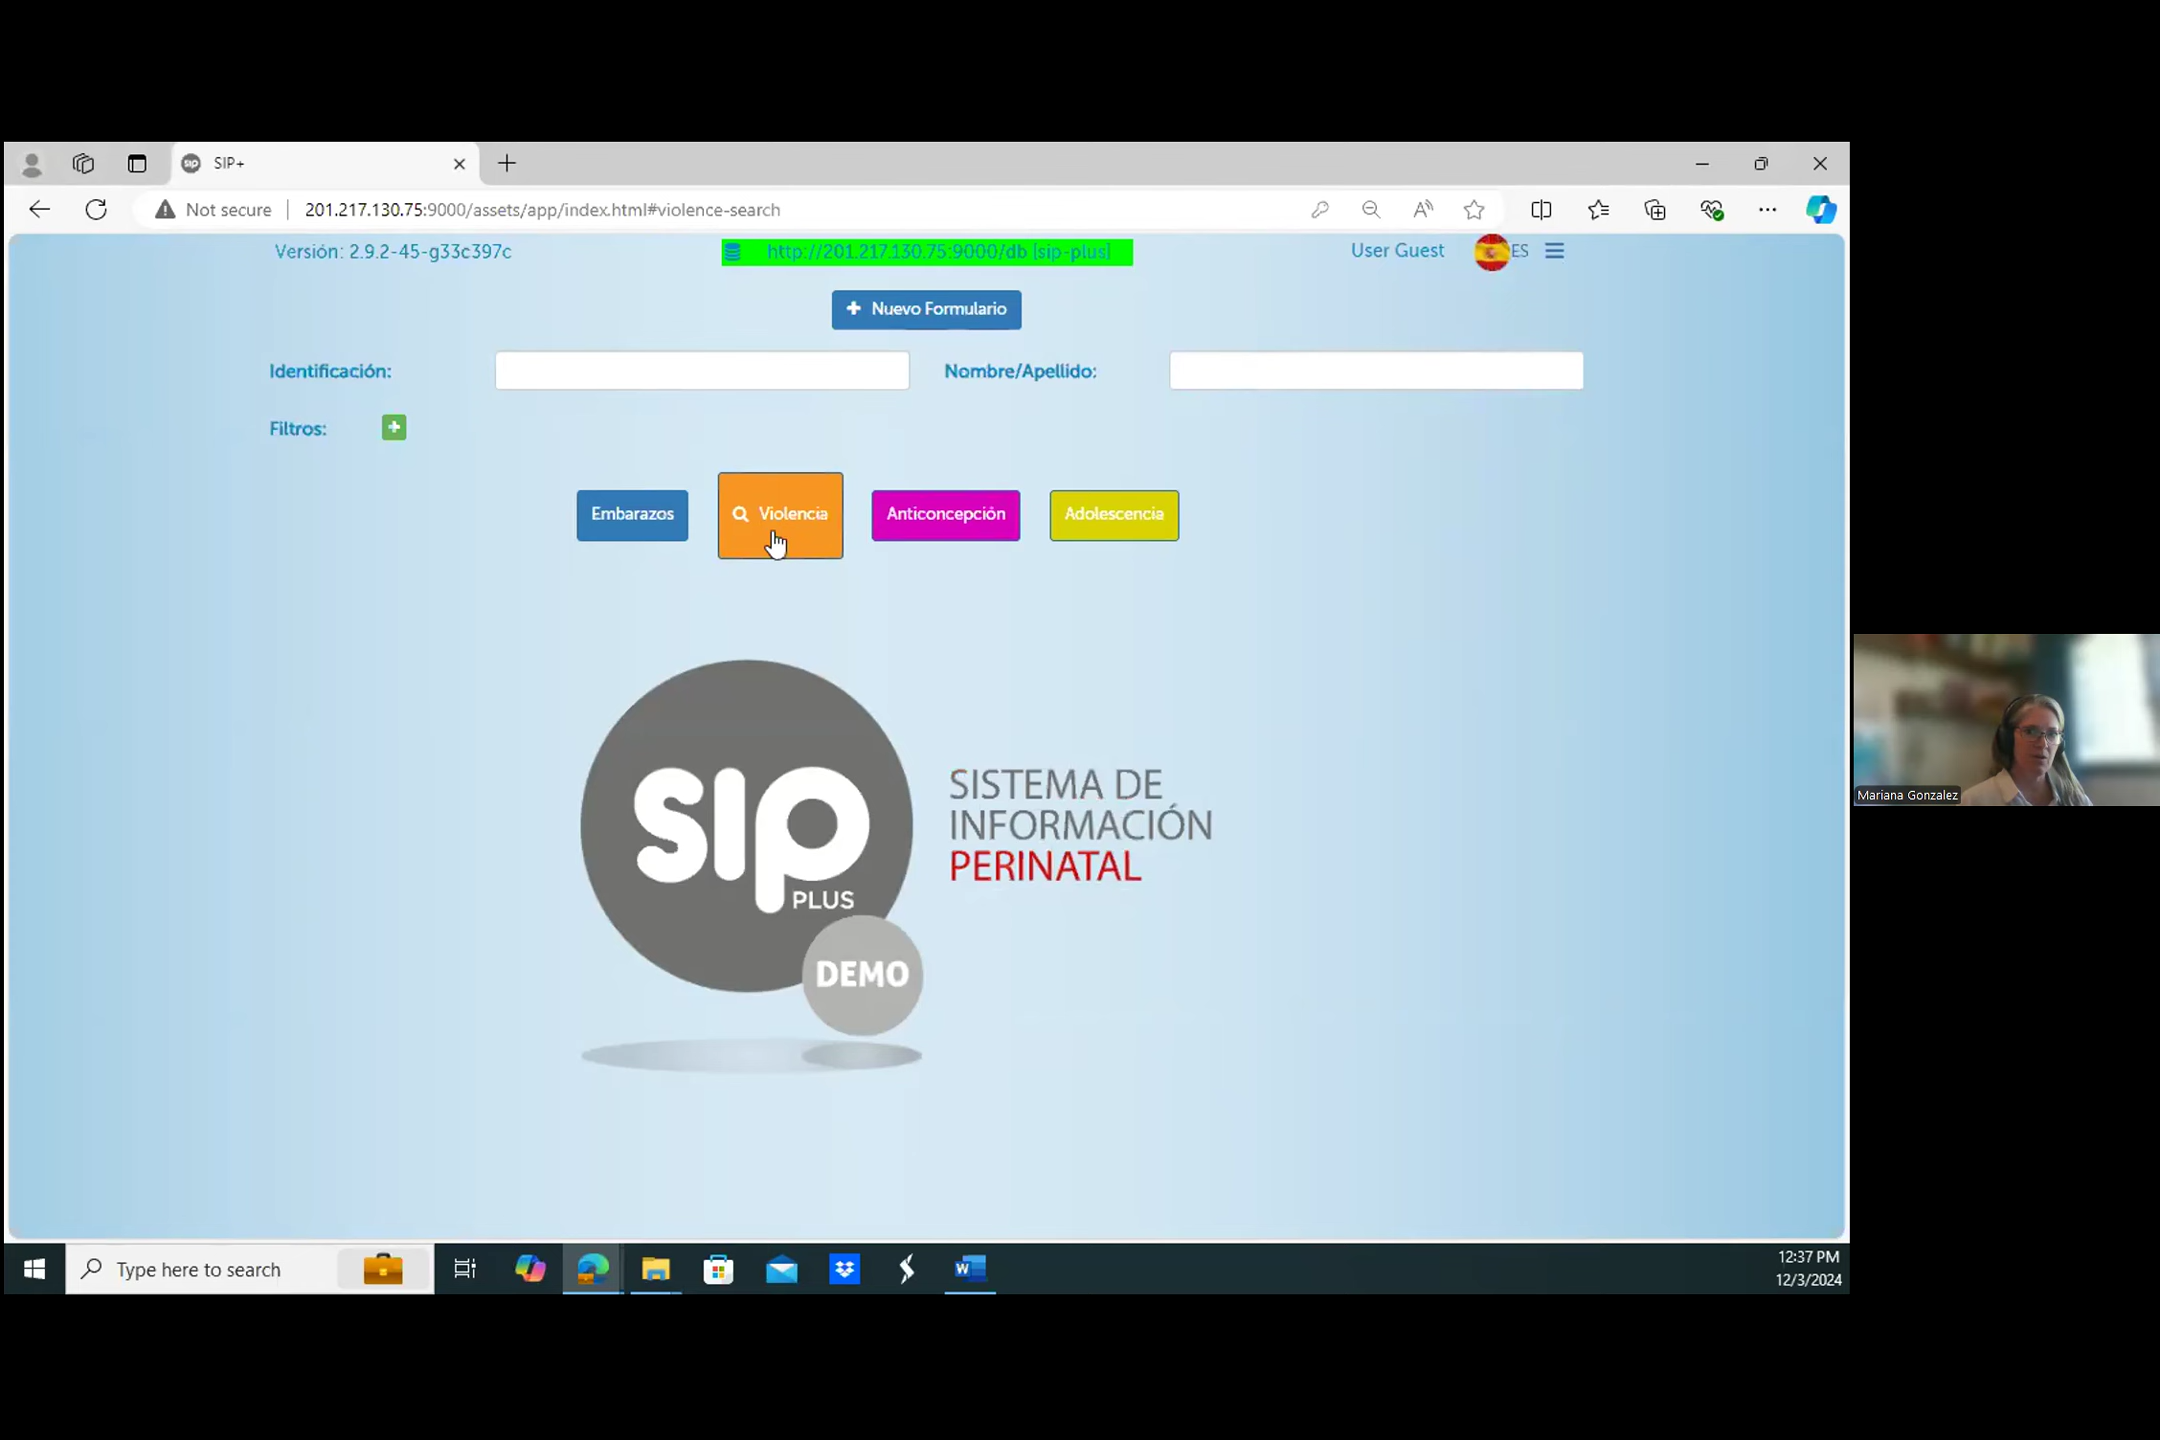 SIP+
Not secure
201.217.130.75:9000/assets/app/index.html#violence-search
Versión: 2.9.2-45-g33c397c
http://201.217.130.75:9000/db [sip-plus]
User Guest
ES
Nuevo Formulario
Identificación:
Nombre/Apellido:
Filtros:
Embarazos
Violencia
Anticoncepción
Adolescencia
sip
PLUS
DEMO
SISTEMA DE
INFORMACIÓN
PERINATAL
Mariana Gonzalez
Type here to search
12:37 PM
12/3/2024